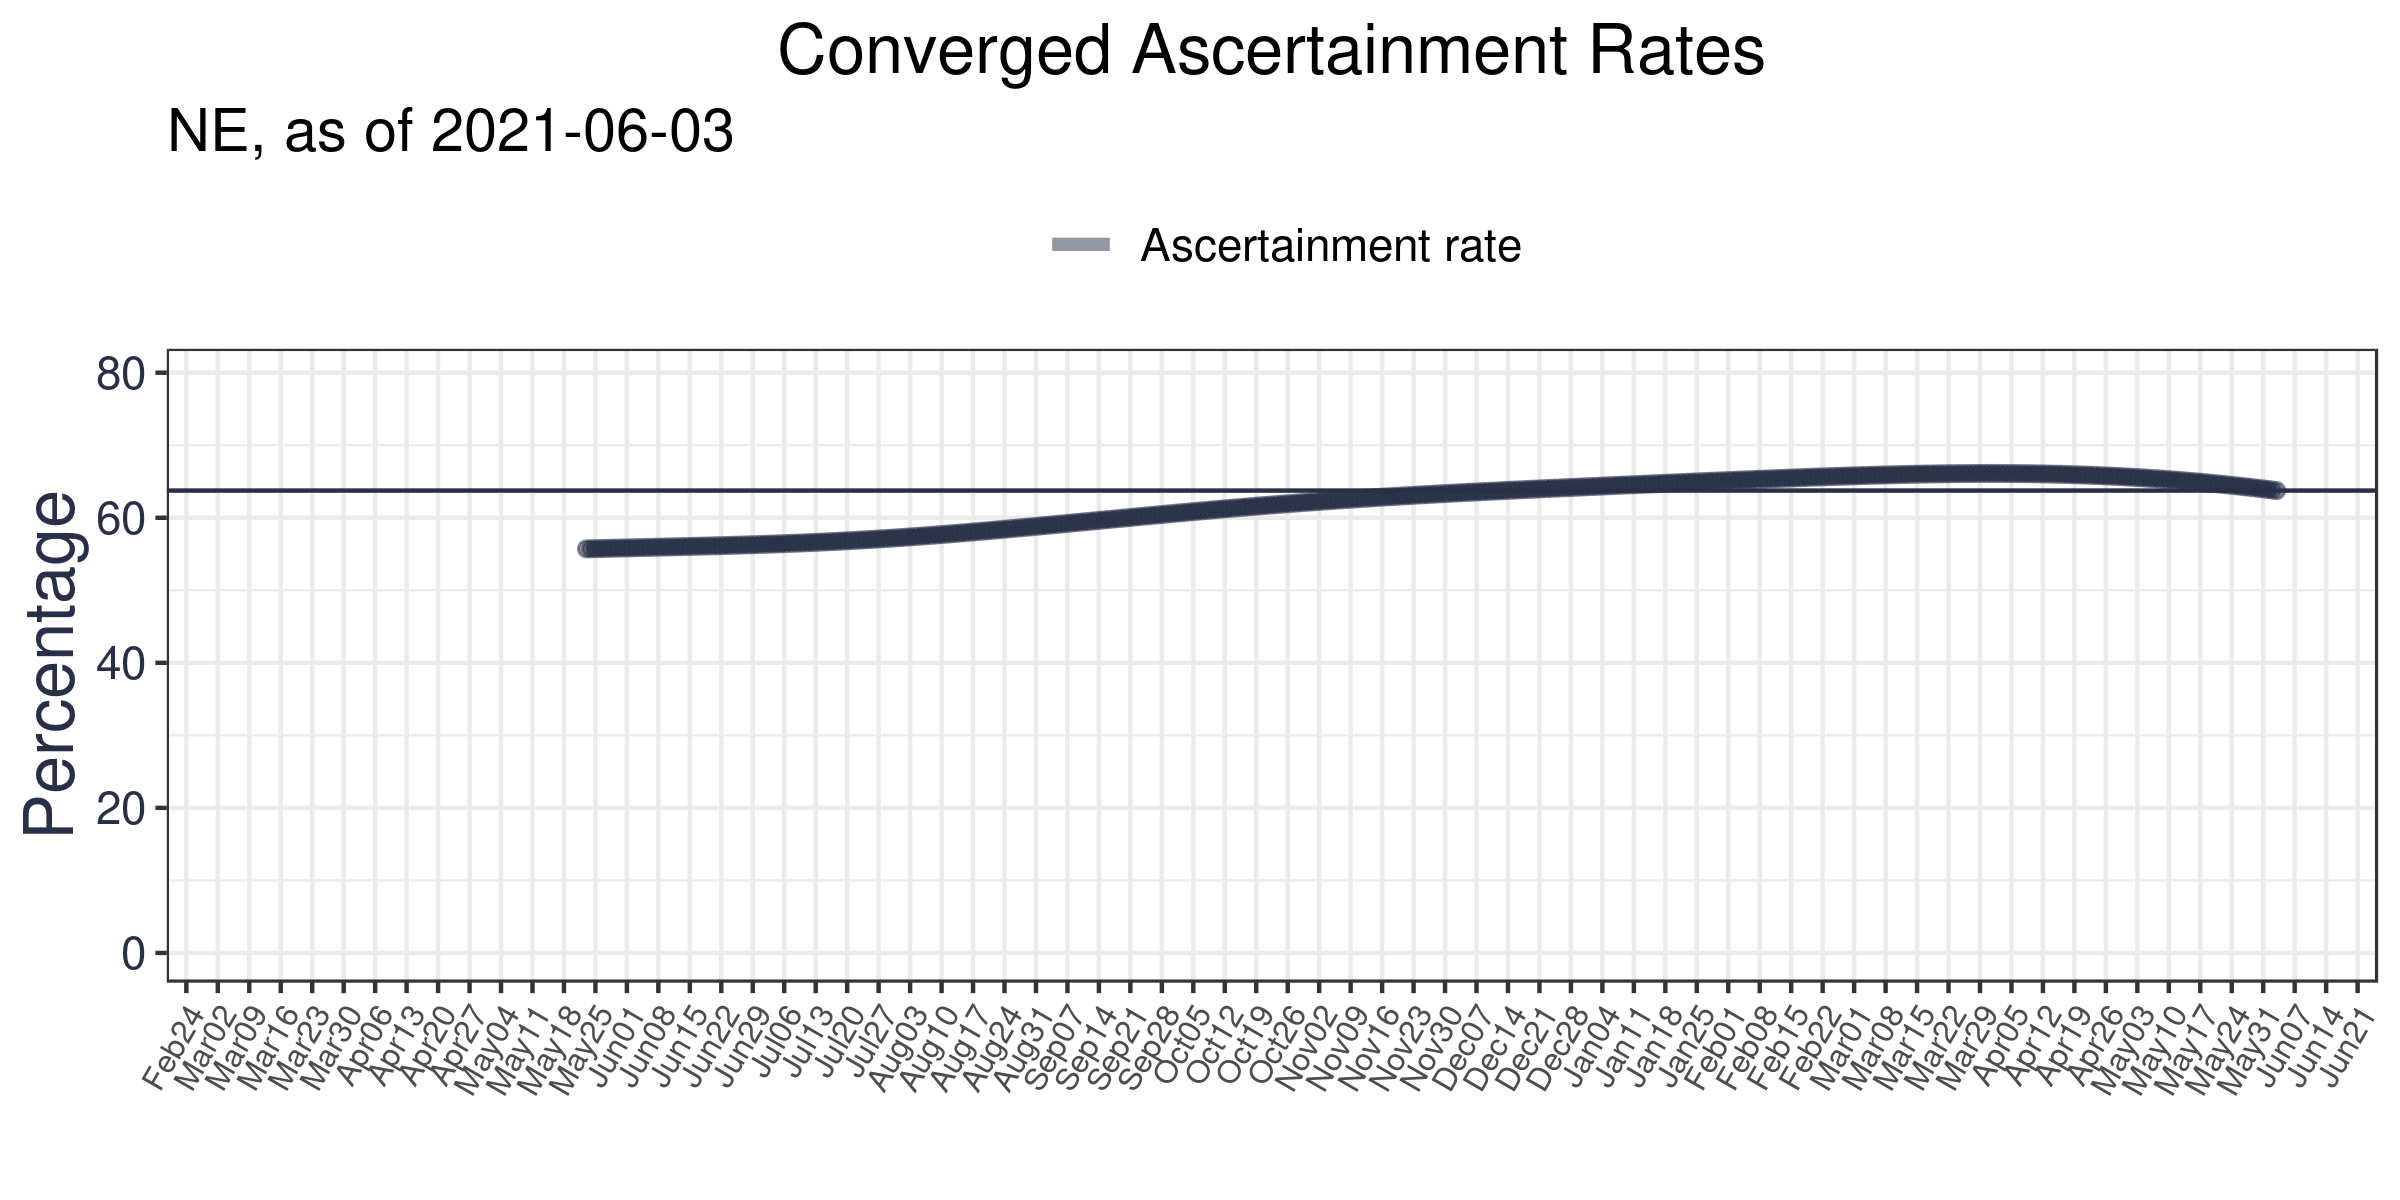 Converged Ascertainment Rates
NE, as of 2021-06-03
Ascertainment rate
Percentage
80
60
40
20
0
Feb24 Mar02 Mar09 Mar16 Mar23 Mar30 Apr06 Apr13 Apr20 Apr27 May04 May11 May18 May25 Jun01 Jun08 Jun15 Jun22 Jun29 Jul06 Jul13 Jul20 Jul27 Aug03 Aug10 Aug17 Aug24 Aug31 Sep07 Sep14 Sep21 Sep28 Oct05 Oct12 Oct19 Oct26 Nov02 Nov09 Nov16 Nov23 Nov30 Dec07 Dec14 Dec21 Dec28 Jan04 Jan11 Jan18 Jan25 Feb01 Feb08 Feb15 Feb22 Mar01 Mar08 Mar15 Mar22 Mar29 Apr05 Apr12 Apr19 Apr26 May03 May10 May17 May24 May31 Jun07 Jun14 Jun21